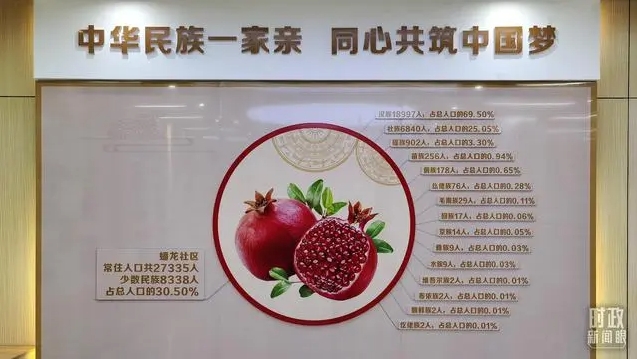 中华民族一家亲 同心共筑中国梦
汉族18997人，占总人口的69.50%
壮族6840人，占总人口的25.05%
瑶族902人，占总人口的3.30%
苗族256人，占总人口的0.94%
侗族178人，占总人口的0.65%
仫佬族76人，占总人口的0.28%
毛南族29人，占总人口的0.11%
回族17人，占总人口的0.06%
京族14人，占总人口的0.05%
彝族9人，占总人口的0.03%
水族9人，占总人口的0.03%
维吾尔族2人，占总人口的0.01%
布依族2人，占总人口的0.01%
朝鲜族2人，占总人口的0.01%
仡佬族2人，占总人口的0.01%
蟠龙社区
常住人口共27335人
少数民族8338人
占总人口的30.50%
时政
新闻眼